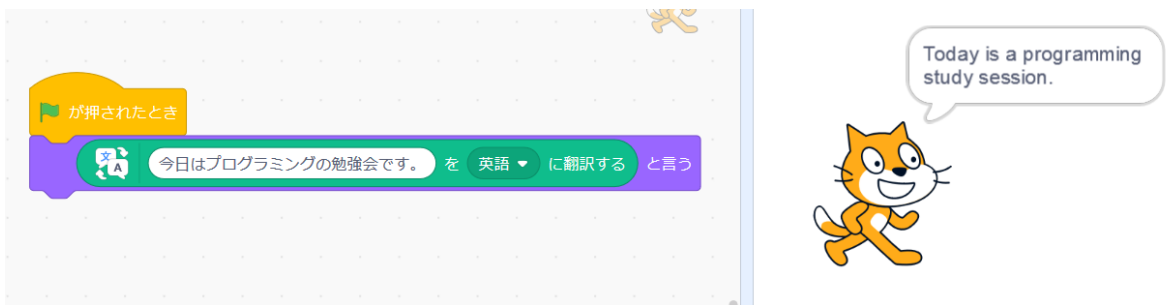 が押されたとき
今日はプログラミングの勉強会です。 を 英語 に翻訳する と言う
文 A
Today is a programming
study session.